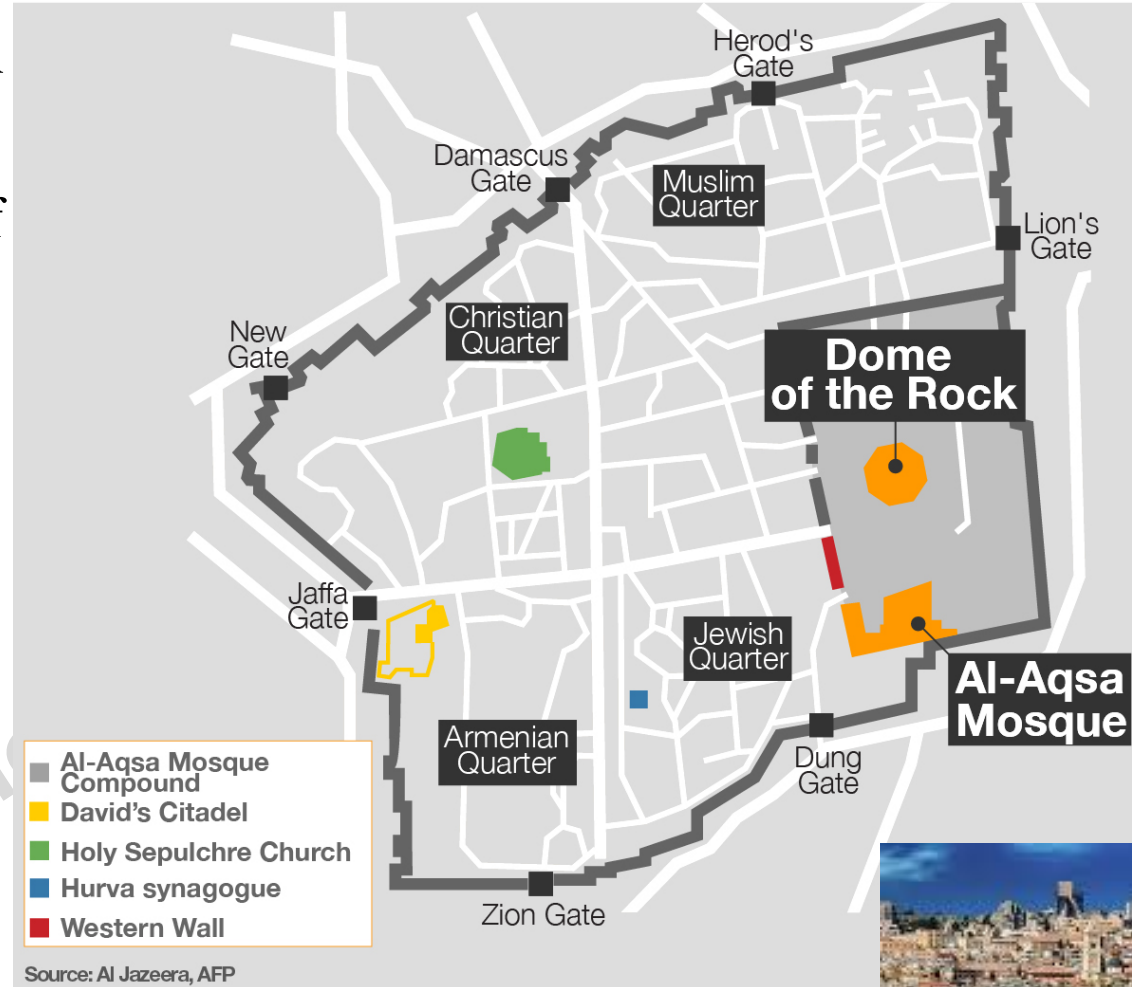 Herod's
Gate
Damascus
Gate
Muslim
Quarter
Lion's
Gate
Christian
Quarter
New
Gate
Dome
of the Rock
Jaffa
Gate
Jewish
Quarter
Al-Aqsa
Mosque
Armenian
Quarter
Dung
Gate
Zion Gate
Al-Aqsa Mosque
Compound
David's Citadel
Holy Sepulchre Church
Hurva synagogue
Western Wall
Source: Al Jazeera, AFP